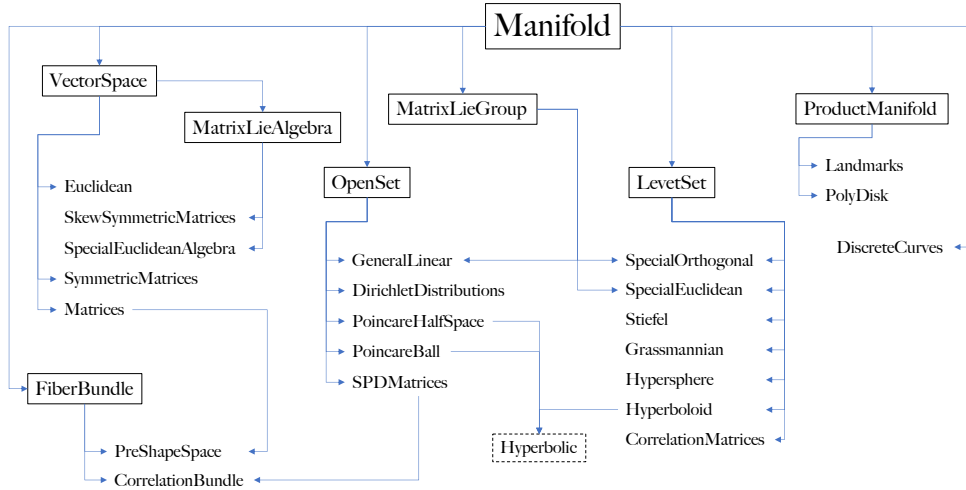 Manifold
VectorSpace
MatrixLieAlgebra
MatrixLieGroup
ProductManifold
OpenSet
LevetSet
Landmarks
PolyDisk
Euclidean
SkewSymmetricMatrices
SpecialEuclideanAlgebra
SymmetricMatrices
Matrices
GeneralLinear
DirichletDistributions
PoincareHalfSpace
PoincareBall
SPDMatrices
SpecialOrthogonal
SpecialEuclidean
Stiefel
Grassmannian
Hypersphere
Hyperboloid
CorrelationMatrices
DiscreteCurves
FiberBundle
Hyperbolic
PreShapeSpace
CorrelationBundle